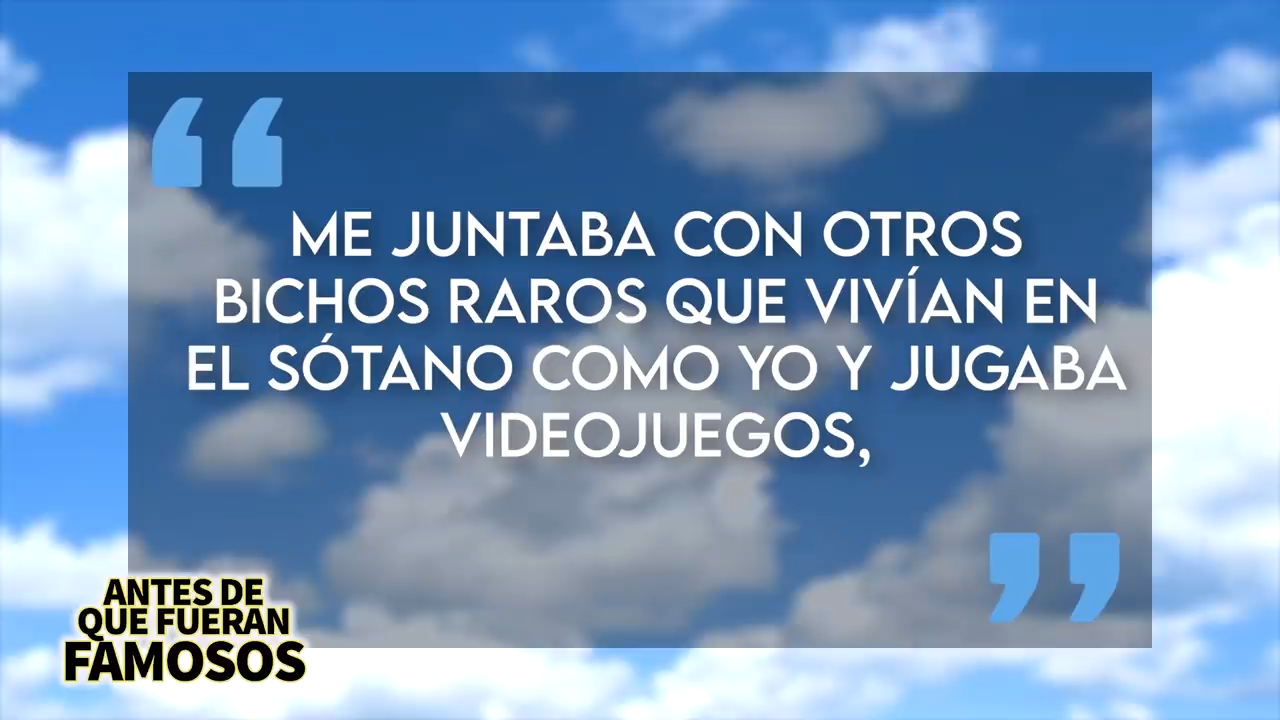 “
ME JUNTABA CON OTROS
BICHOS RAROS QUE VIVÍAN EN
EL SÓTANO COMO YO Y JUGABA
VIDEOJUEGOS,
”
ANTES DE
QUE FUERAN
FAMOSOS